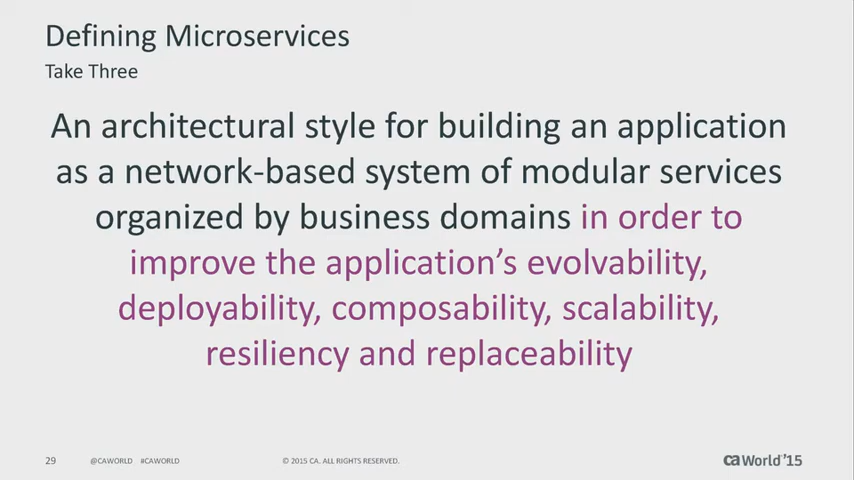 Defining Microservices
Take Three
An architectural style for building an application
as a network-based system of modular services
organized by business domains in order to
improve the application’s evolvability,
deployability, composability, scalability,
resiliency and replaceability
29 @CAWORLD #CAWORLD © 2015 CA. ALL RIGHTS RESERVED. ca World ’15